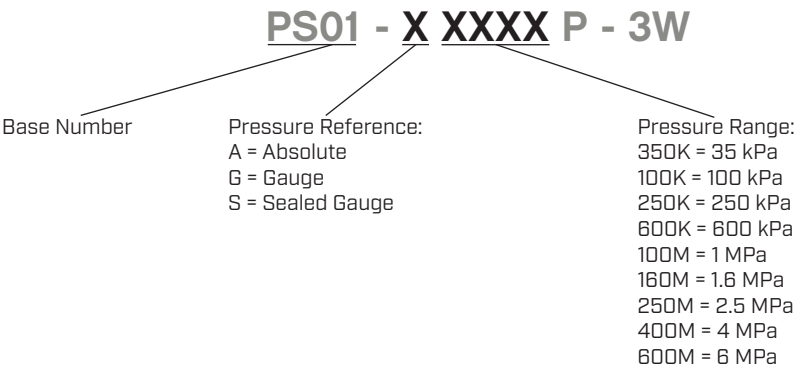 PS01 - X XXXX P - 3W
Base Number
Pressure Reference:
A = Absolute
G = Gauge
S = Sealed Gauge
Pressure Range:
350K = 35 kPa
100K = 100 kPa
250K = 250 kPa
600K = 600 kPa
100M = 1 MPa
160M = 1.6 MPa
250M = 2.5 MPa
400M = 4 MPa
600M = 6 MPa